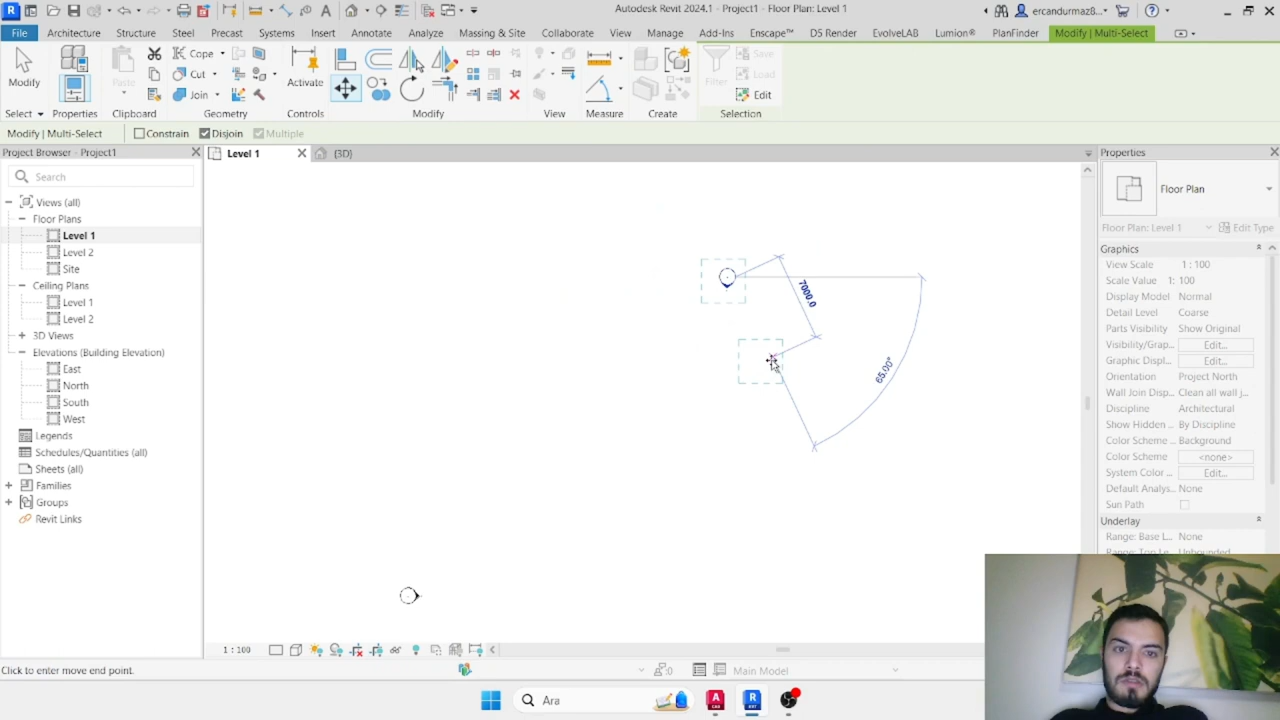 Autodesk Revit 2024.1 - Project1 - Floor Plan: Level 1
ercandurmaz8...
File Architecture Structure Steel Precast Systems Insert Annotate Analyze Massing & Site Collaborate View Manage Add-Ins Enscape™ D5 Render EvolveLAB Lumion® PlanFinder Modify | Multi-Select
Modify
Paste
Cope
Cut
Join
Activate
Filter
Save
Load
Edit
Select Properties Clipboard Geometry Controls Modify View Measure Create Selection
Modify | Multi-Select Constrain Disjoin Multiple
Project Browser - Project1
Level 1
(3D)
Search
Views (all)
Floor Plans
Level 1
Level 2
Site
Ceiling Plans
Level 1
Level 2
3D Views
Elevations (Building Elevation)
East
North
South
West
Legends
Schedules/Quantities (all)
Sheets (all)
Families
Groups
Revit Links
7000.0
65.00°
Properties
Floor Plan
Floor Plan: Level 1 Edit Type
Graphics
View Scale 1 : 100
Scale Value 1: 100
Display Model Normal
Detail Level Coarse
Parts Visibility Show Original
Visibility/Grap... Edit...
Graphic Displ... Edit...
Orientation Project North
Wall Join Disp... Clean all wall j...
Discipline Architectural
Show Hidden ... By Discipline
Color Scheme ... Background
Color Scheme <none>
System Color ... Edit...
Default Analys... None
Sun Path
Underlay
Range: Base L... None
Range: Top Le... Unbounded
1 : 100
Click to enter move end point.
:0
Main Model
Ara